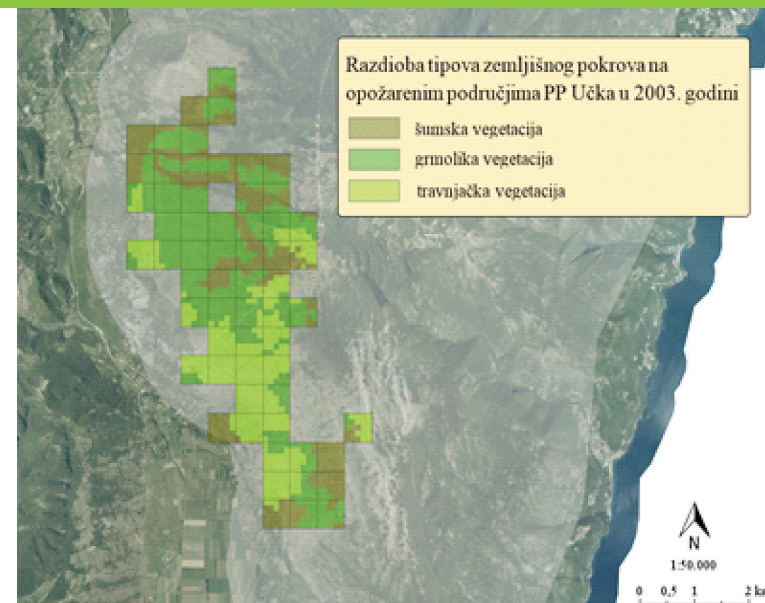 Razdioba tipova zemljišnog pokrova na
opožarenim područjima PP Učka u 2003. godini
šumska vegetacija
grmolika vegetacija
travnjačka vegetacija
N
1:50.000
0 0,5 1 2 k